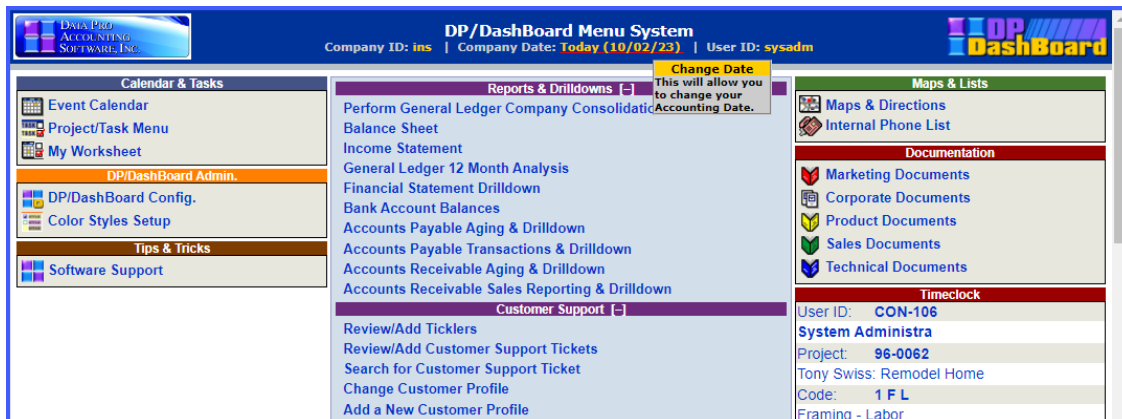 DATA PRO
ACCOUNTING
SOFTWARE, INC.
DP/DashBoard Menu System
Company ID: ins | Company Date: Today (10/02/23) | User ID: sysadm
DP
DashBoard
Change Date
This will allow you
to change your
Accounting Date.
Calendar & Tasks
Event Calendar
Project/Task Menu
My Worksheet
DP/DashBoard Admin.
DP/DashBoard Config.
Color Styles Setup
Tips & Tricks
Software Support
Reports & Drilldowns [–]
Perform General Ledger Company Consolidatio
Balance Sheet
Income Statement
General Ledger 12 Month Analysis
Financial Statement Drilldown
Bank Account Balances
Accounts Payable Aging & Drilldown
Accounts Payable Transactions & Drilldown
Accounts Receivable Aging & Drilldown
Accounts Receivable Sales Reporting & Drilldown
Customer Support [–]
Review/Add Ticklers
Review/Add Customer Support Tickets
Search for Customer Support Ticket
Change Customer Profile
Add a New Customer Profile
Maps & Lists
Maps & Directions
Internal Phone List
Documentation
Marketing Documents
Corporate Documents
Product Documents
Sales Documents
Technical Documents
Timeclock
User ID: CON-106
System Administra
Project: 96-0062
Tony Swiss: Remodel Home
Code: 1 F L
Framing - Labor